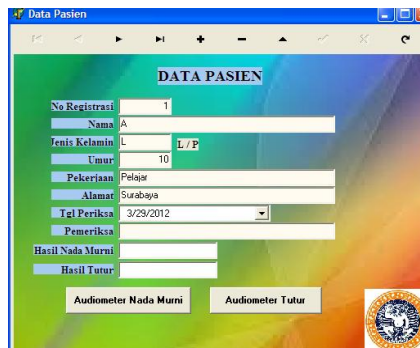 Data Pasien
DATA PASIEN
No Registrasi 1
Nama A
Jenis Kelamin L L / P
Umur 10
Pekerjaan Pelajar
Alamat Surabaya
Tgl Periksa 3/29/2012
Pemeriksa
Hasil Nada Murni
Hasil Tutur
Audiometer Nada Murni Audiometer Tutur